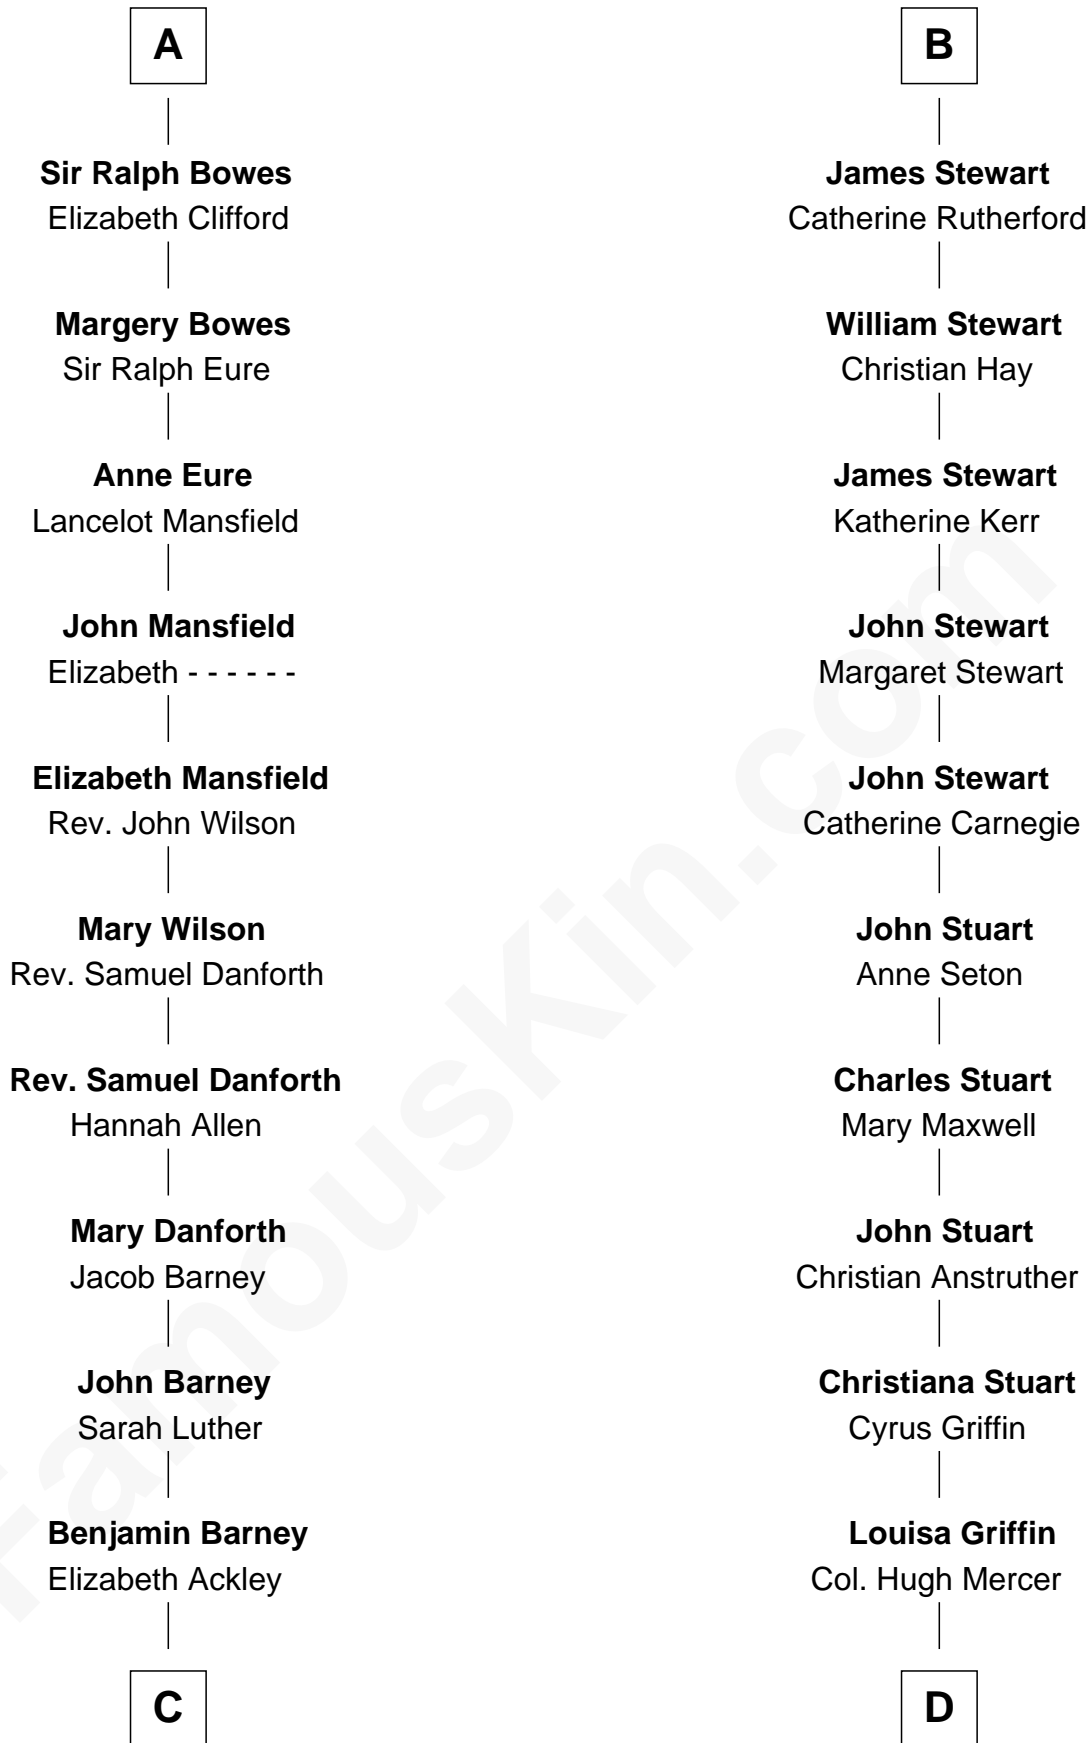 A
Sir Ralph Bowes
Elizabeth Clifford
Margery Bowes
Sir Ralph Eure
Anne Eure
Lancelot Mansfield
John Mansfield
Elizabeth - - - - - -
Elizabeth Mansfield
Rev. John Wilson
Mary Wilson
Rev. Samuel Danforth
Rev. Samuel Danforth
Hannah Allen
Mary Danforth
Jacob Barney
John Barney
Sarah Luther
Benjamin Barney
Elizabeth Ackley
C
B
James Stewart
Catherine Rutherford
William Stewart
Christian Hay
James Stewart
Katherine Kerr
John Stewart
Margaret Stewart
John Stewart
Catherine Carnegie
John Stuart
Anne Seton
Charles Stuart
Mary Maxwell
John Stuart
Christian Anstruther
Christiana Stuart
Cyrus Griffin
Louisa Griffin
Col. Hugh Mercer
D
FamousKin.com